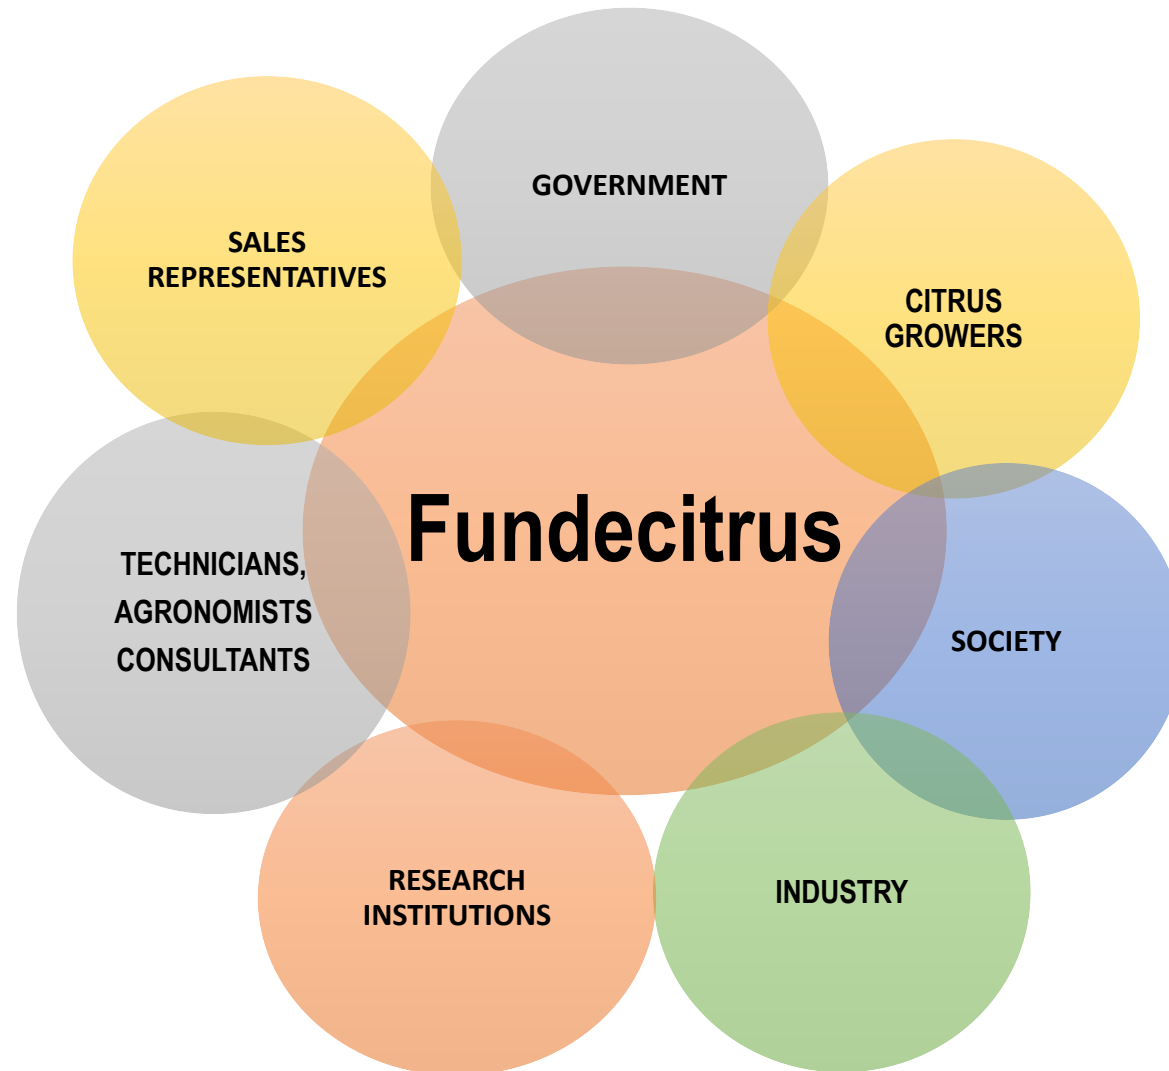 GOVERNMENT
SALES
REPRESENTATIVES
CITRUS
GROWERS
Fundecitrus
TECHNICIANS,
AGRONOMISTS
CONSULTANTS
SOCIETY
RESEARCH
INSTITUTIONS
INDUSTRY